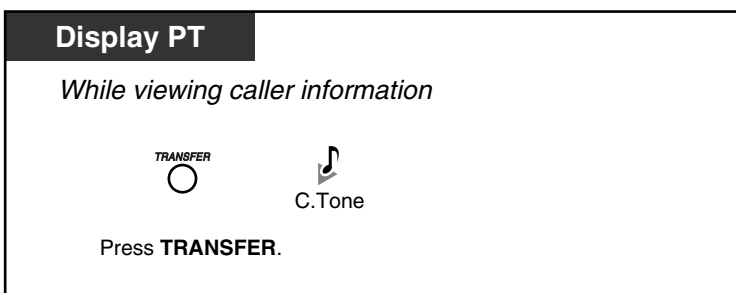 Display PT
While viewing caller information
TRANSFER
C.Tone
Press TRANSFER.